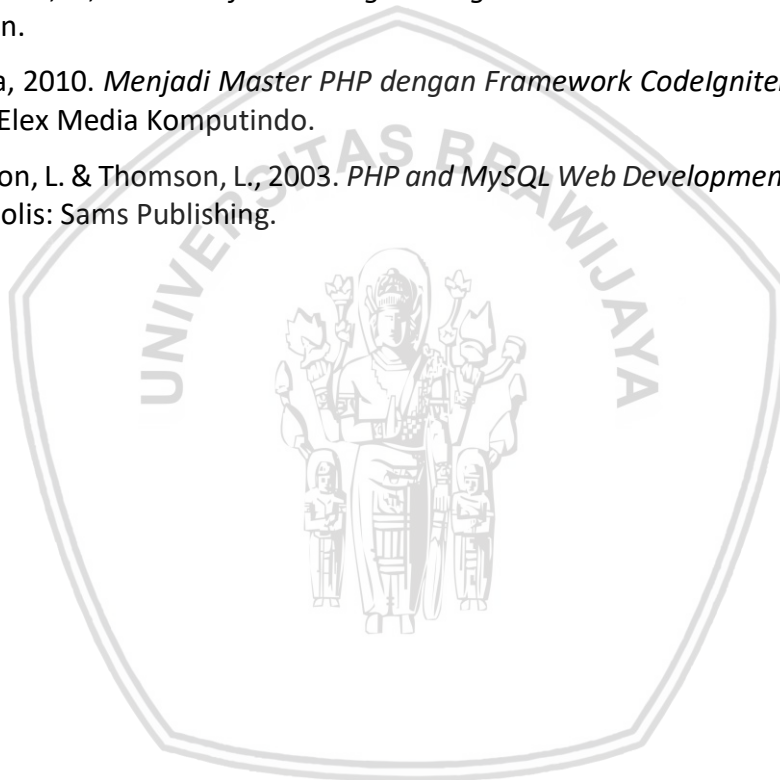 n.
a, 2010. Menjadi Master PHP dengan Framework CodeIgnite
Elex Media Komputindo.
on, L. & Thomson, L., 2003. PHP and MySQL Web Developmen
olis: Sams Publishing.
UNIVERSITAS BRAWIJAYA